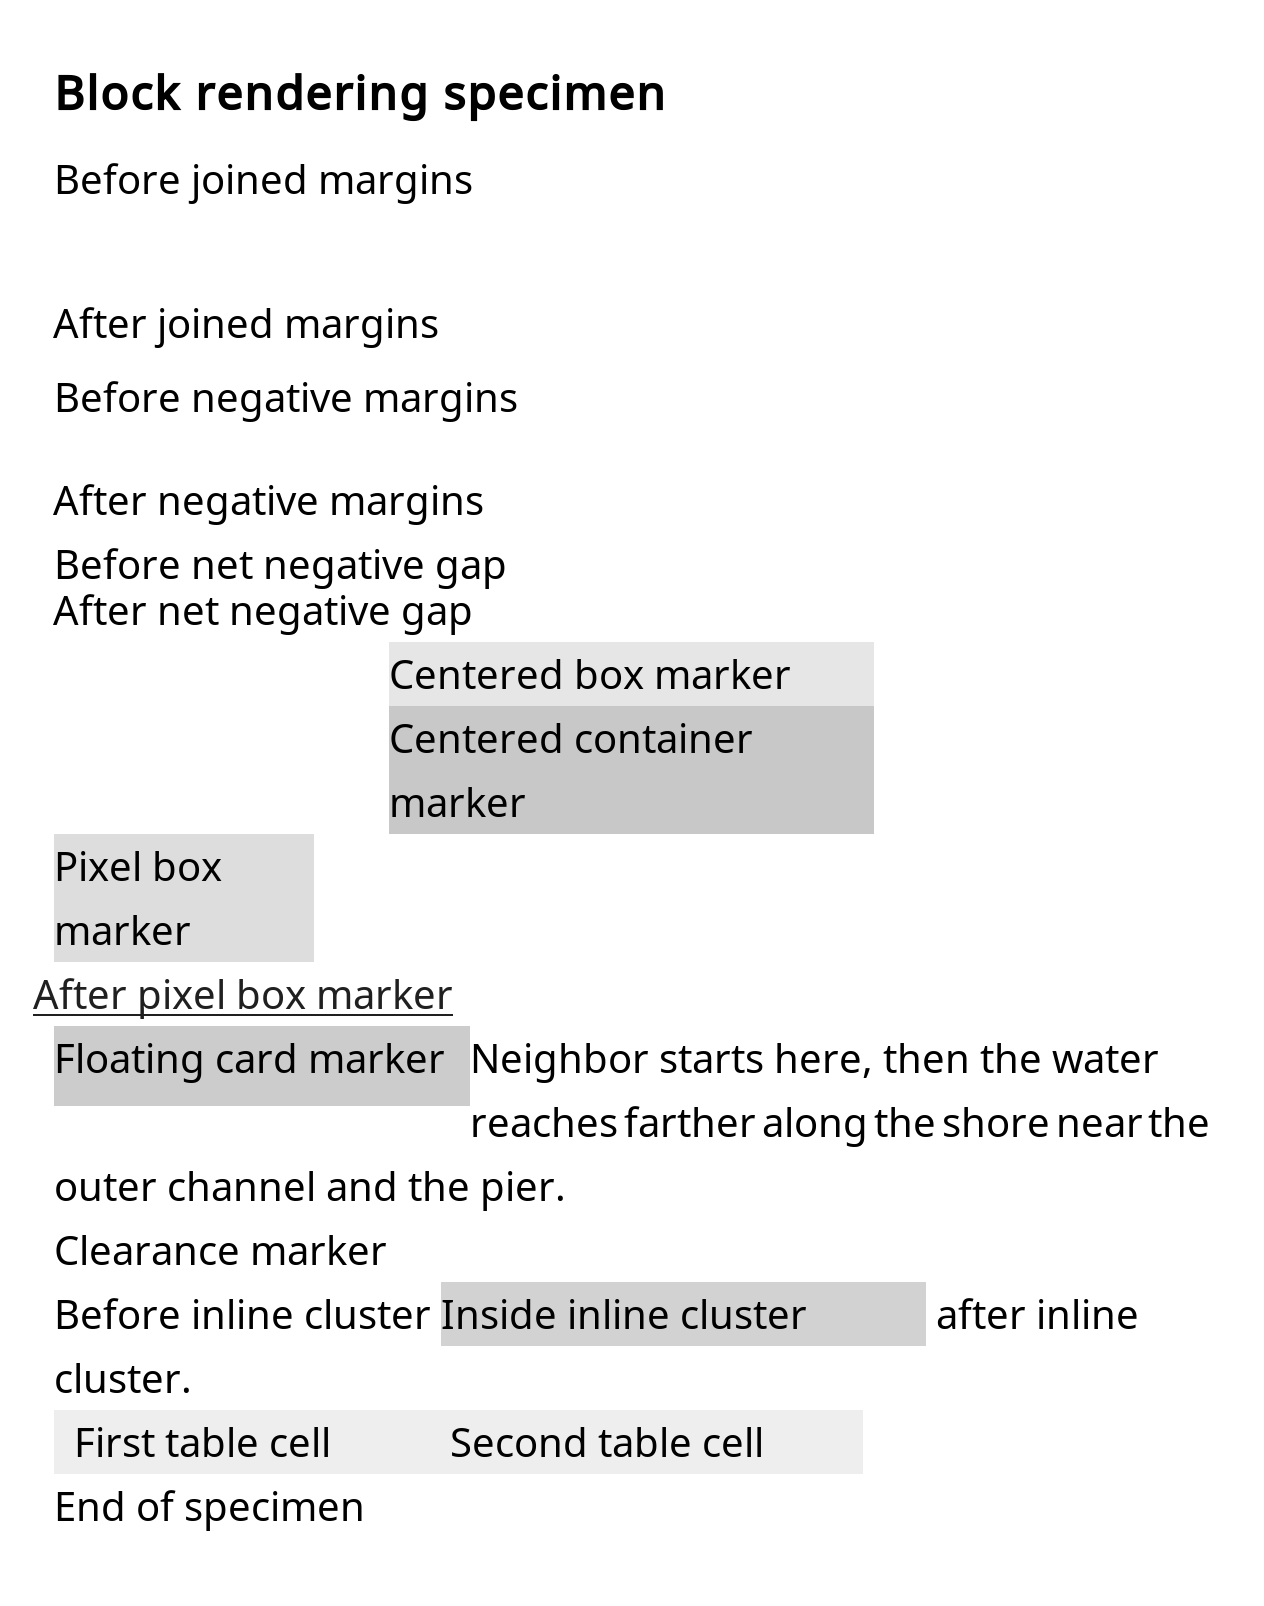 Block rendering specimen
Before joined margins
After joined margins
Before negative margins
After negative margins
Before net negative gap
After net negative gap
Centered box marker
Centered container
marker
Pixel box
marker
After pixel box marker
Floating card marker Neighbor starts here, then the water
reaches farther along the shore near the
outer channel and the pier.
Clearance marker
Before inline cluster Inside inline cluster after inline
cluster.
First table cell Second table cell
End of specimen